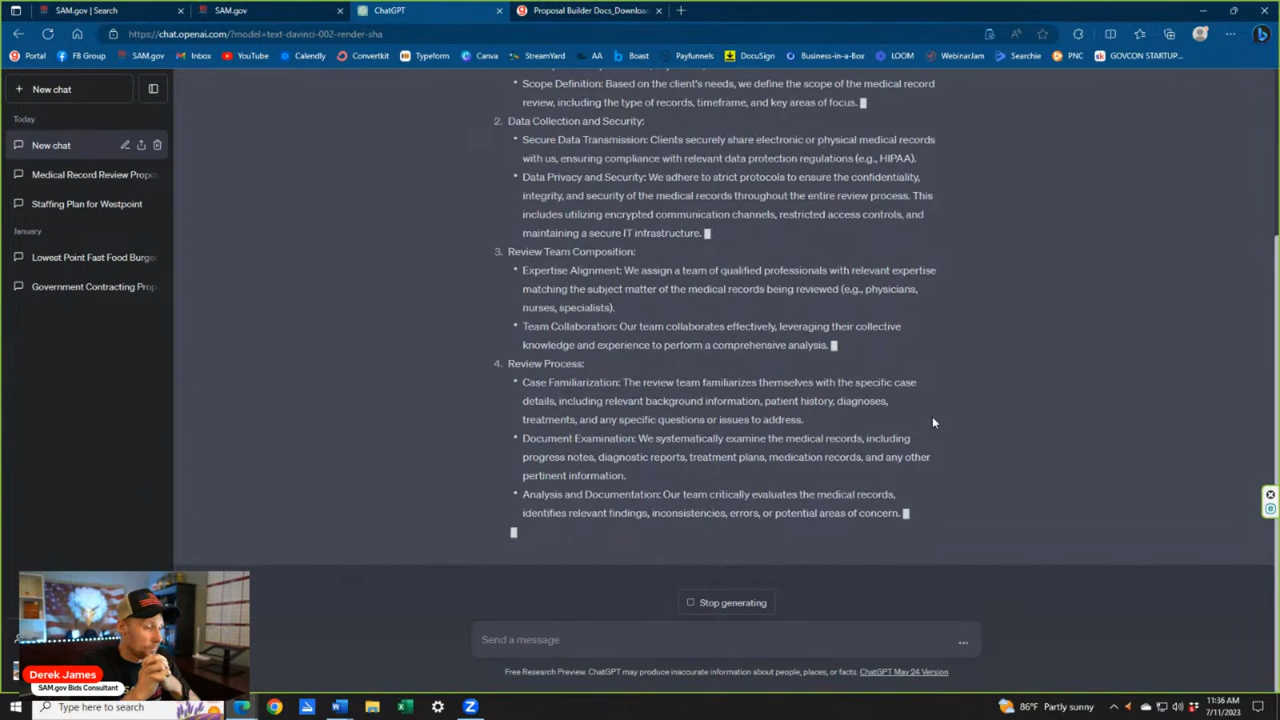 SAM.gov | Search
SAM.gov
ChatGPT
Proposal Builder Docs_Download
https://chat.openai.com/?model=text-davinci-002-render-sha
Portal
FB Group
SAM.gov
Inbox
YouTube
Calendly
Typeform
Canva
StreamYard
AA
Boast
Payfunnels
DocuSign
Business-in-a-Box
LOOM
WebinarJam
Searchie
PNC
GOVCON STARTUP...
New chat
Today
New chat
Medical Record Review Propo
Staffing Plan for Westpoint
January
Lowest Point Fast Food Burge
Government Contracting Prop
Scope Definition: Based on the client's needs, we define the scope of the medical record
review, including the type of records, timeframe, and key areas of focus.
2. Data Collection and Security:
Secure Data Transmission: Clients securely share electronic or physical medical records
with us, ensuring compliance with relevant data protection regulations (e.g., HIPAA).
Data Privacy and Security: We adhere to strict protocols to ensure the confidentiality,
integrity, and security of the medical records throughout the entire review process. This
includes utilizing encrypted communication channels, restricted access controls, and
maintaining a secure IT infrastructure.
3. Review Team Composition:
Expertise Alignment: We assign a team of qualified professionals with relevant expertise
matching the subject matter of the medical records being reviewed (e.g., physicians,
nurses, specialists).
Team Collaboration: Our team collaborates effectively, leveraging their collective
knowledge and experience to perform a comprehensive analysis.
4. Review Process:
Case Familiarization: The review team familiarizes themselves with the specific case
details, including relevant background information, patient history, diagnoses,
treatments, and any specific questions or issues to address.
Document Examination: We systematically examine the medical records, including
progress notes, diagnostic reports, treatment plans, medication records, and any other
pertinent information.
Analysis and Documentation: Our team critically evaluates the medical records,
identifies relevant findings, inconsistencies, errors, or potential areas of concern.
Stop generating
Send a message
Free Research Preview. ChatGPT may produce inaccurate information about people, places, or facts. ChatGPT May 24 Version
Derek James
SAM.gov Bids Consultant
Type here to search
86°F Partly sunny
11:36 AM
7/11/2023